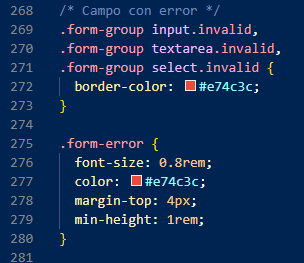 268 /* Campo con error */
269 .form-group input.invalid,
270 .form-group textarea.invalid,
271 .form-group select.invalid {
272 border-color: #e74c3c;
273 }
274
275 .form-error {
276 font-size: 0.8rem;
277 color: #e74c3c;
278 margin-top: 4px;
279 min-height: 1rem;
280 }
281